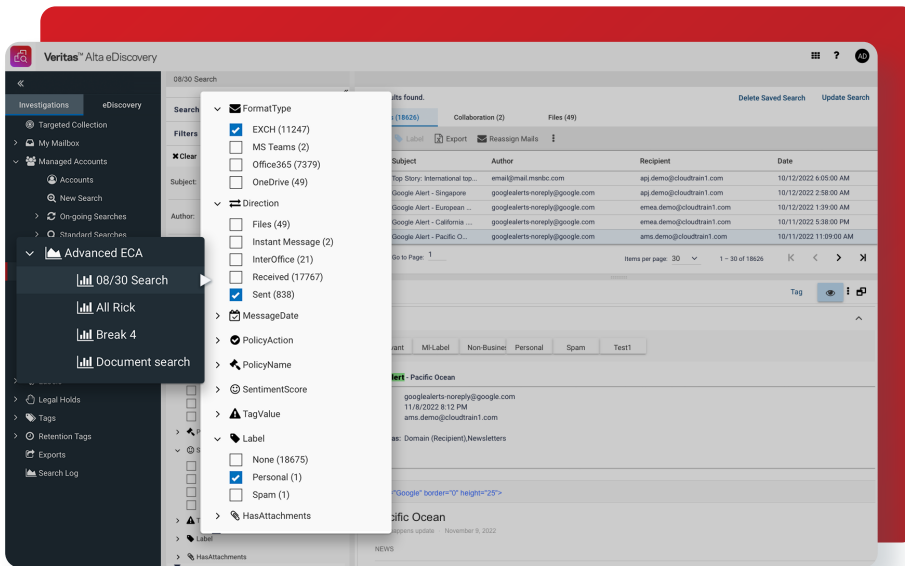 Veritas™ Alta eDiscovery
?
AD
08/30 Search
Investigations
eDiscovery
Targeted Collection
My Mailbox
Managed Accounts
Accounts
New Search
On-going Searches
Standard Searches
Advanced ECA
08/30 Search
All Rick
Break 4
Document search
Legal Holds
Tags
Retention Tags
Exports
Search Log
Search
Filters
Clear
Subject:
Author:
Label
HasAttachments
FormatType
EXCH (11247)
MS Teams (2)
Office365 (7379)
OneDrive (49)
Direction
Files (49)
Instant Message (2)
InterOffice (21)
Received (17767)
Sent (838)
MessageDate
PolicyAction
PolicyName
SentimentScore
TagValue
Label
None (18675)
Personal (1)
Spam (1)
HasAttachments
found.
Delete Saved Search
Update Search
(18626)
Collaboration (2)
Files (49)
Label
Export
Reassign Mails
Subject Author Recipient Date
Top Story: International top... email@mail.msnbc.com apj.demo@cloudtrain1.com 10/12/2022 6:05:00 AM
Google Alert - Singapore googlealerts-noreply@google.com apj.demo@cloudtrain1.com 10/12/2022 2:58:00 AM
Google Alert - European ... googlealerts-noreply@google.com emea.demo@cloudtrain1.com 10/12/2022 1:39:00 AM
Google Alert - California .... googlealerts-noreply@google.com emea.demo@cloudtrain1.com 10/11/2022 5:38:00 PM
Google Alert - Pacific O... googlealerts-noreply@google.com ams.demo@cloudtrain1.com 10/11/2022 11:09:00 AM
Go to Page: 1
Items per page: 30
1 – 30 of 18626
Tag
MI-Label
Non-Busines
Personal
Spam
Test1
- Pacific Ocean
googlealerts-noreply@google.com
11/8/2022 8:12 PM
ams.demo@cloudtrain1.com
as: Domain (Recipient),Newsletters
="Google" border="0" height="25">
cific Ocean
happens update · November 8, 2022
NEWS